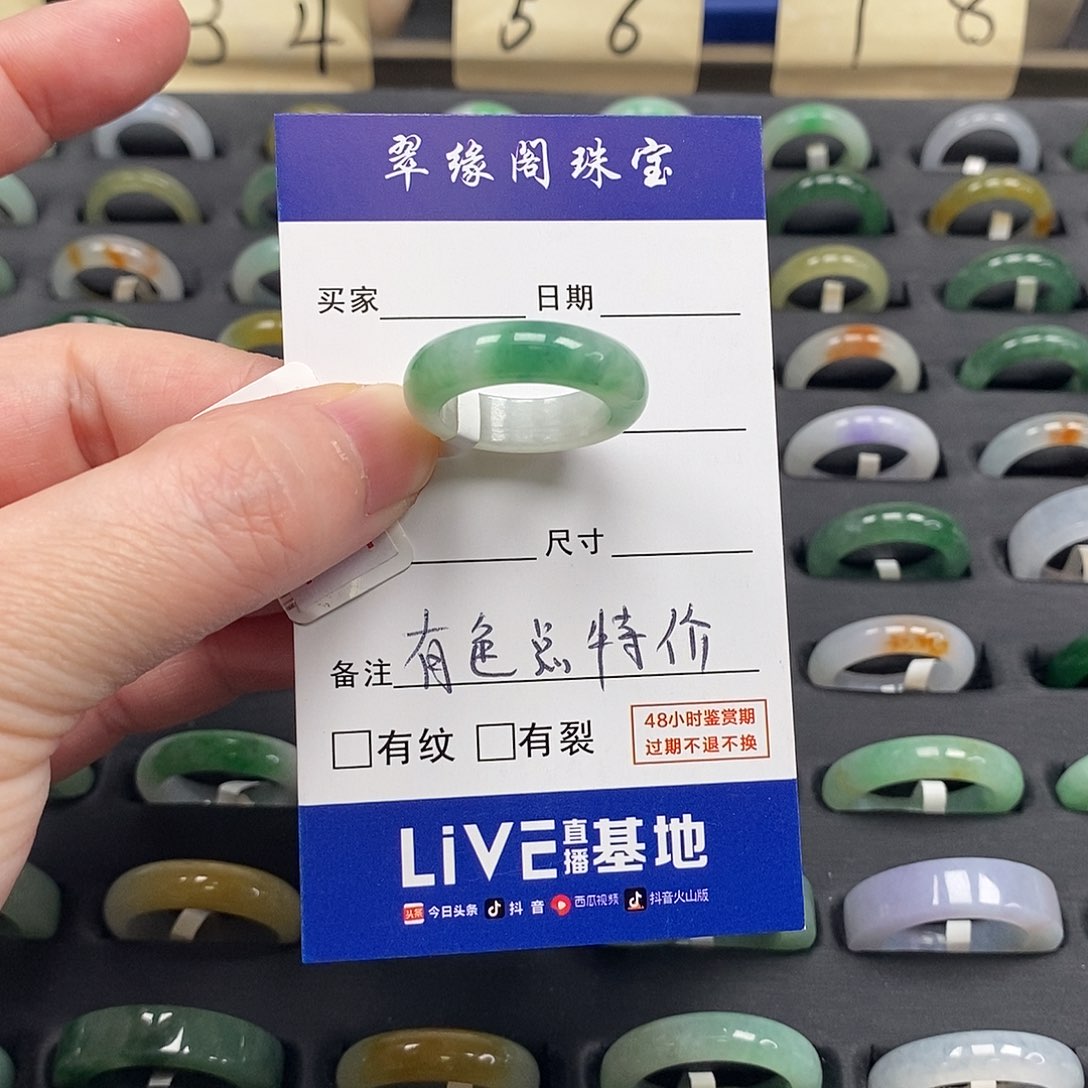 3 4
5 6
1 8
翠缘阁珠宝
买家 日期
尺寸
备注 有色点特价
□有纹 □有裂
48小时鉴赏期
过期不退不换
LiVE直播基地
头条 今日头条 抖音 西瓜视频 抖音火山版